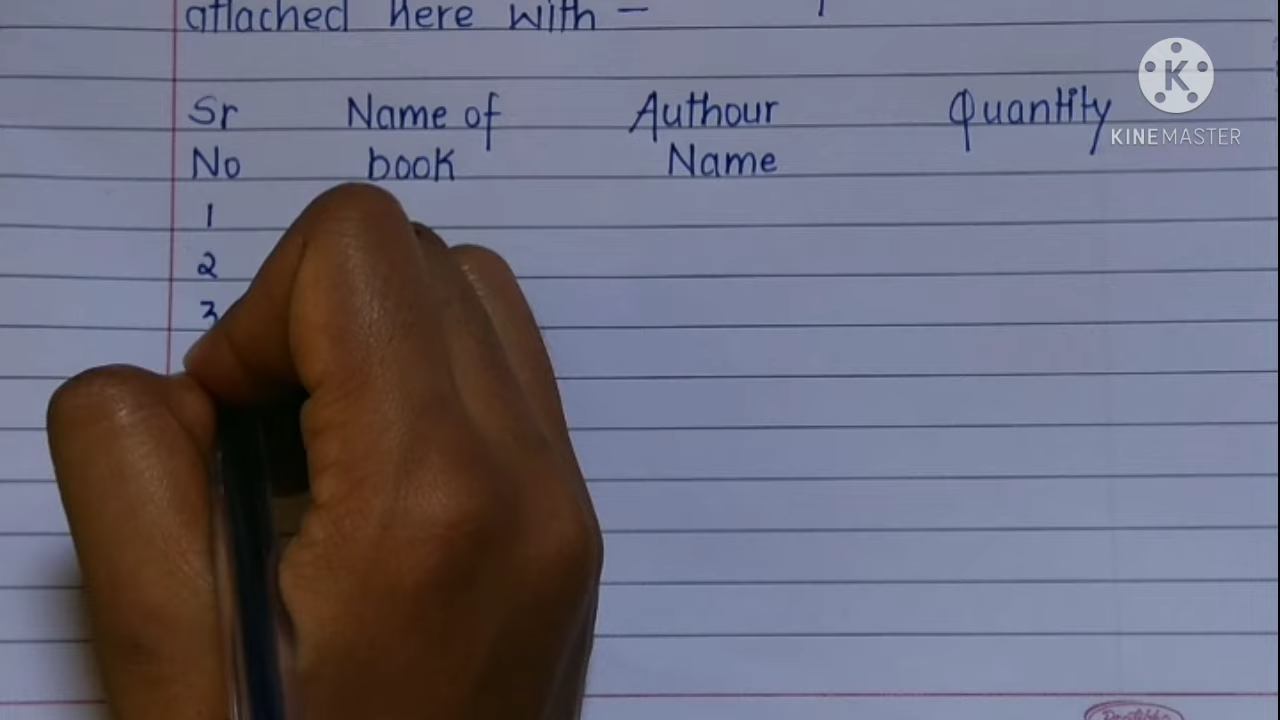 attached here with –
Sr Name of Authour Quantity
No book Name
1
2
3
KINEMASTER